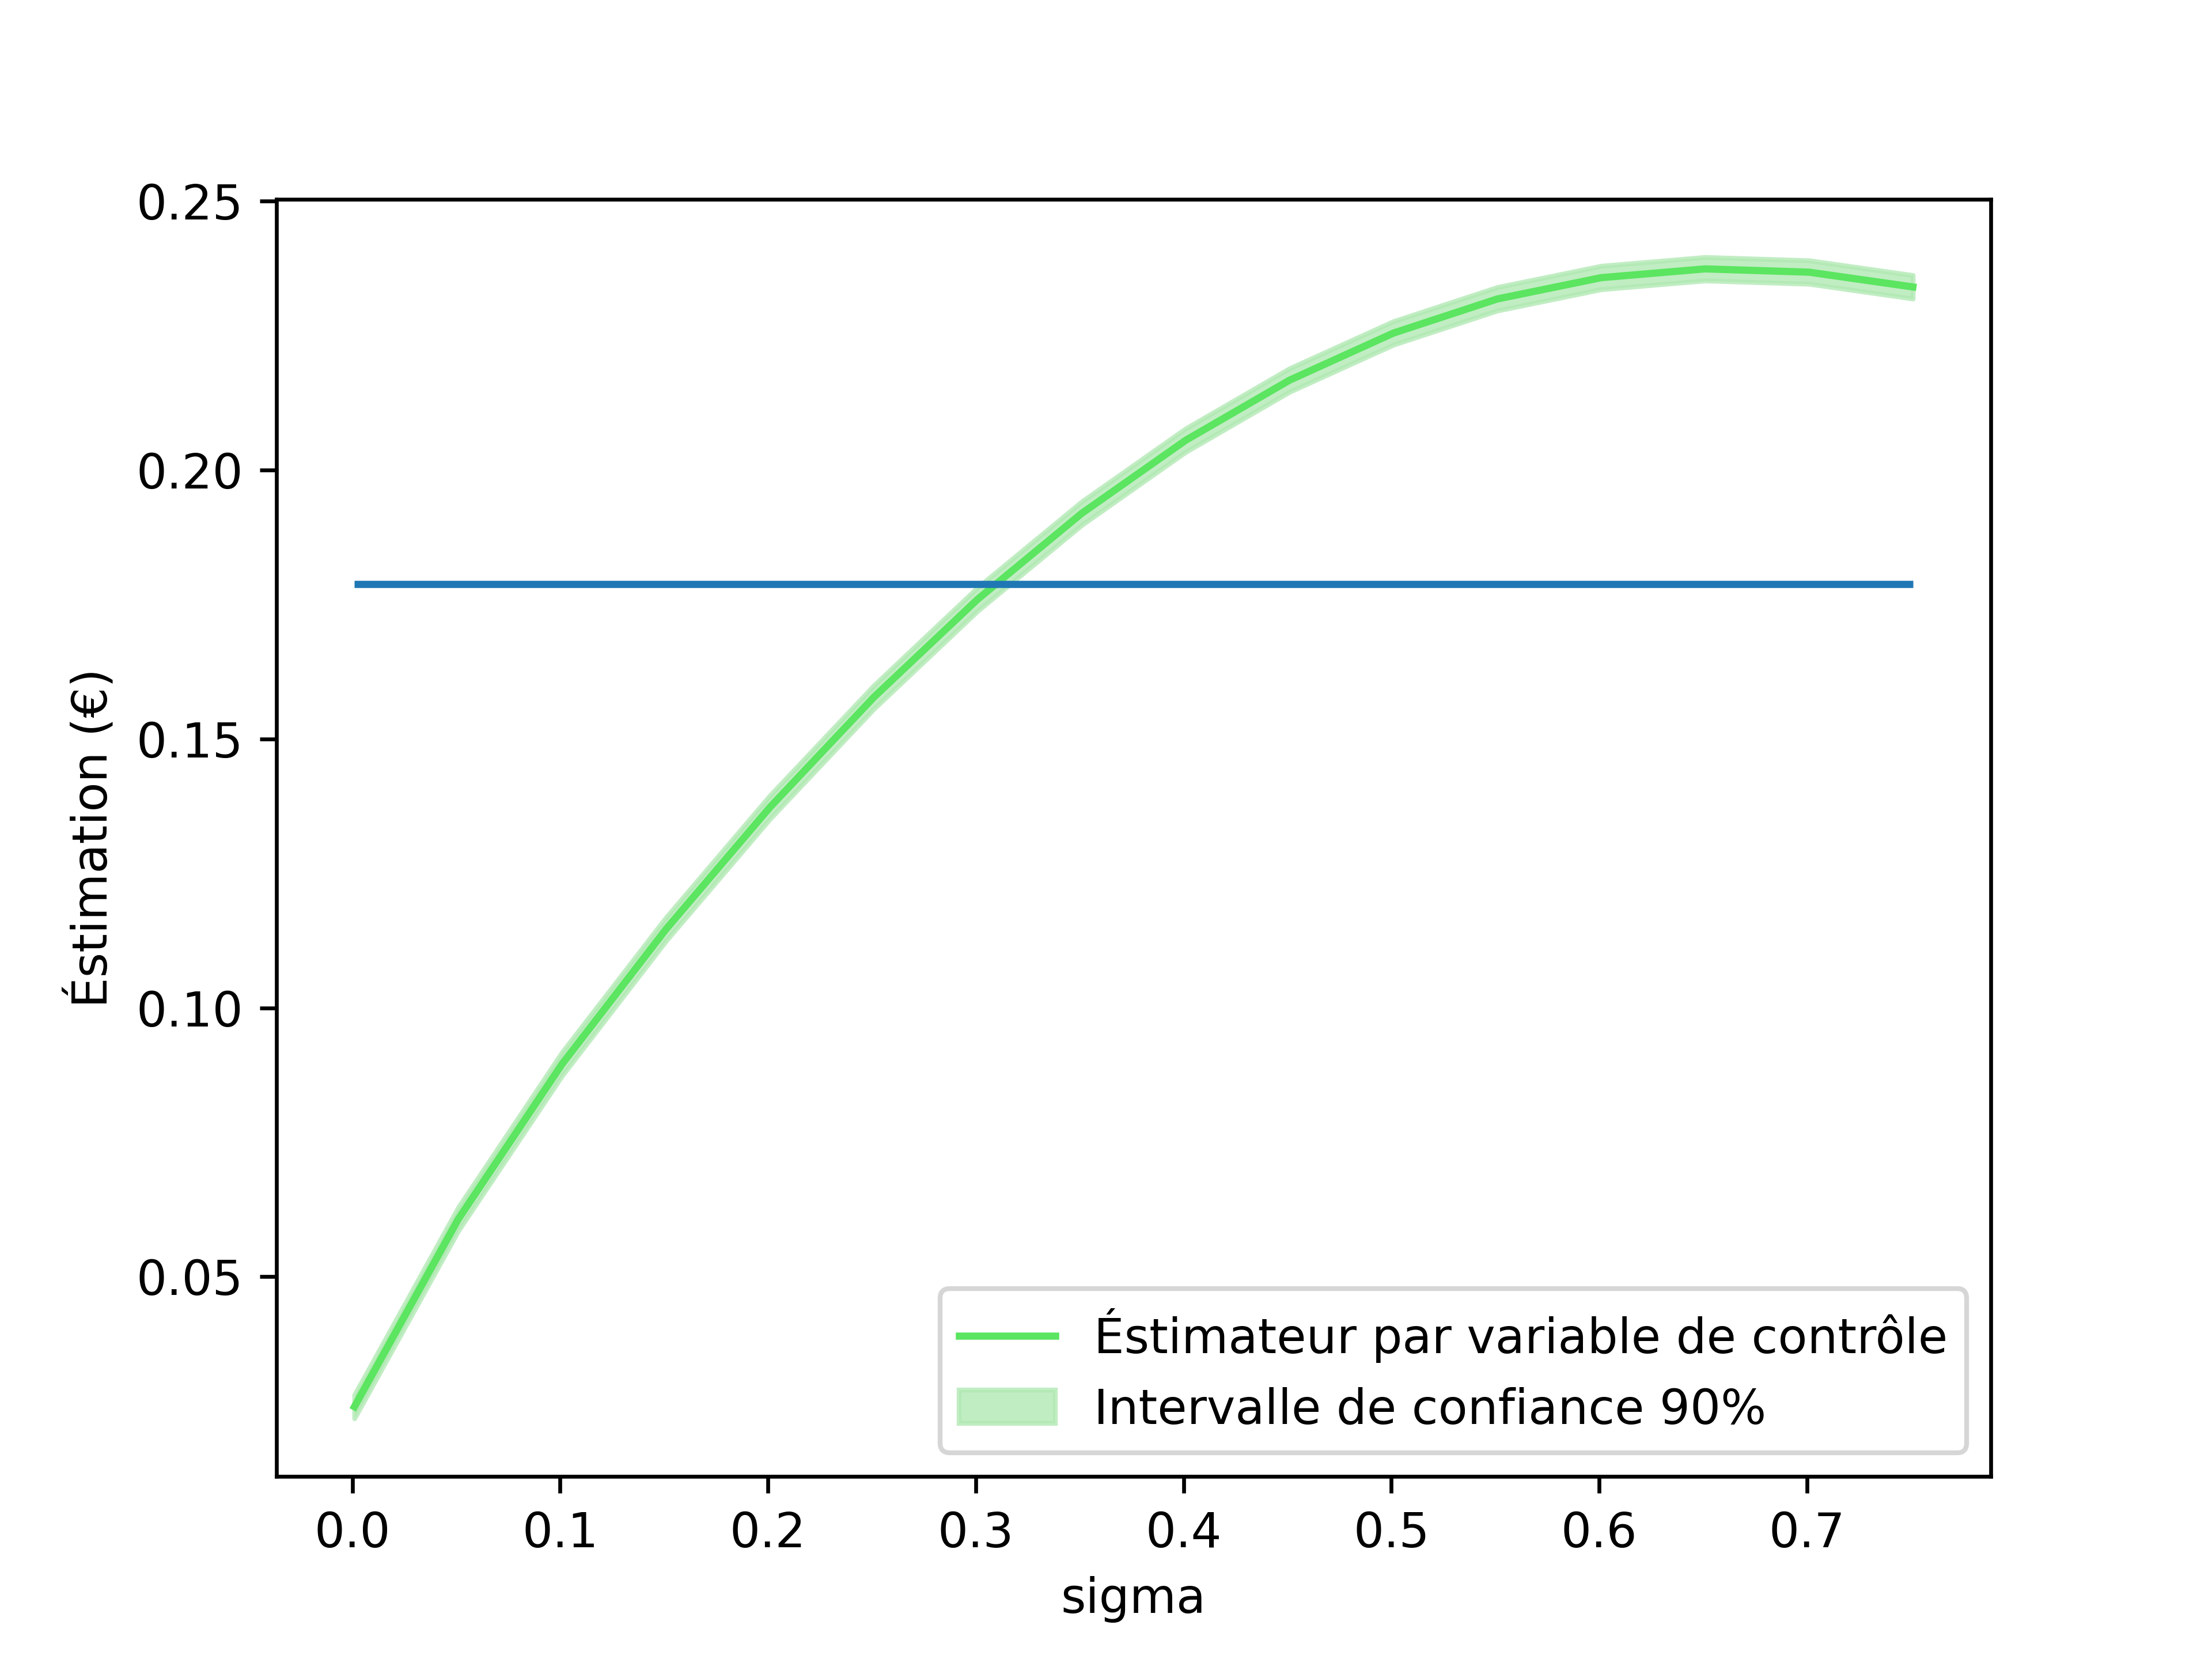 0.25
0.20
0.15
0.10
0.05
Éstimation (€)
Éstimateur par variable de contrôle
Intervalle de confiance 90%
0.0 0.1 0.2 0.3 0.4 0.5 0.6 0.7
sigma